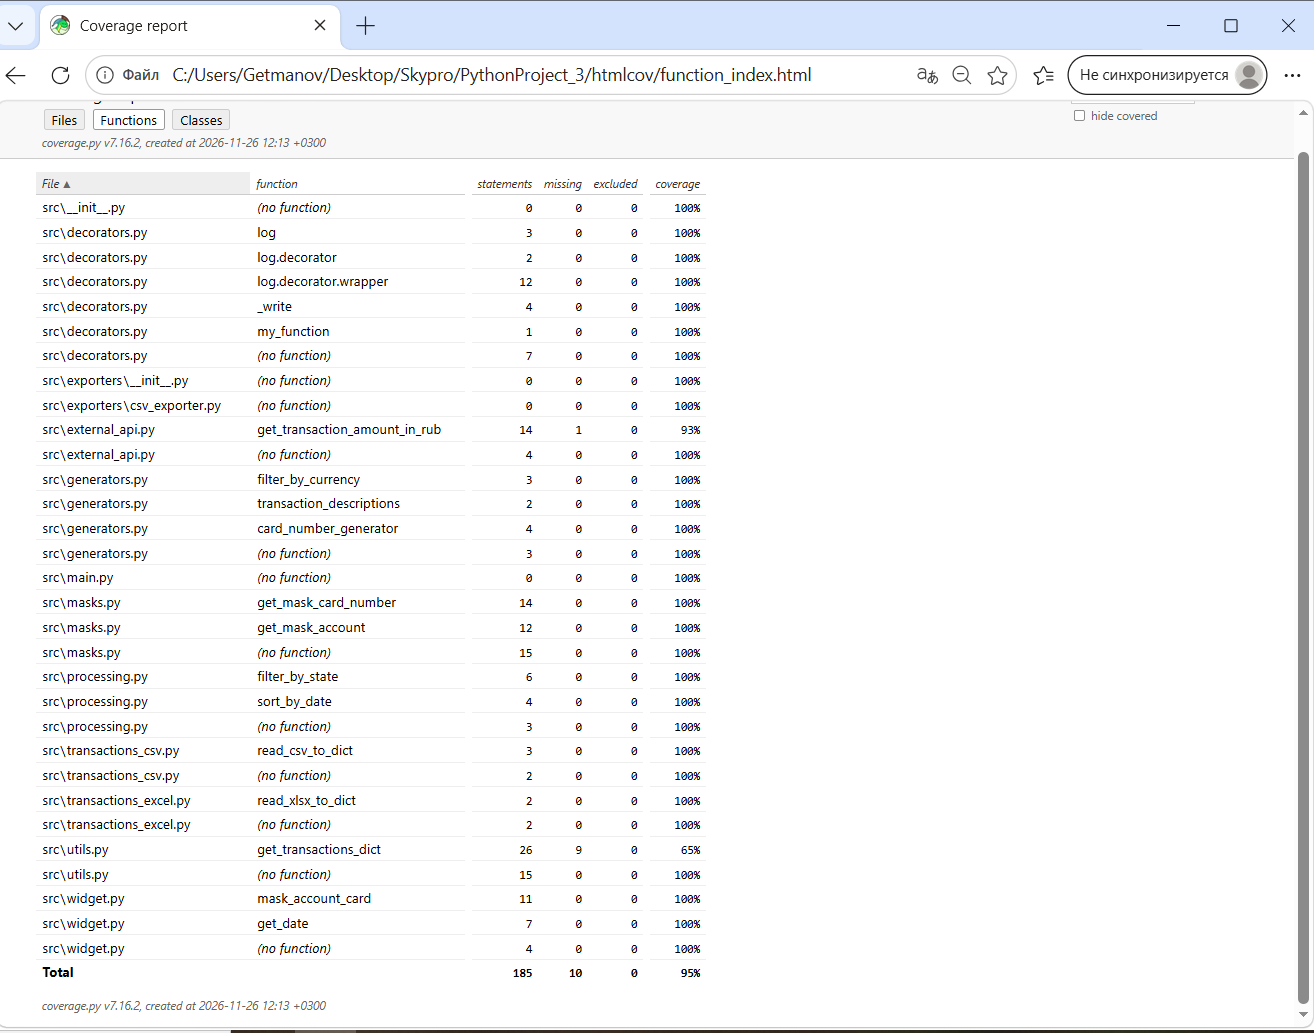 Coverage report
Файл C:/Users/Getmanov/Desktop/Skypro/PythonProject_3/htmlcov/function_index.html
Не синхронизируется
Files Functions Classes
hide covered
coverage.py v7.16.2, created at 2026-11-26 12:13 +0300
File ▲ function statements missing excluded coverage
src\__init__.py (no function) 0 0 0 100%
src\decorators.py log 3 0 0 100%
src\decorators.py log.decorator 2 0 0 100%
src\decorators.py log.decorator.wrapper 12 0 0 100%
src\decorators.py _write 4 0 0 100%
src\decorators.py my_function 1 0 0 100%
src\decorators.py (no function) 7 0 0 100%
src\exporters\__init__.py (no function) 0 0 0 100%
src\exporters\csv_exporter.py (no function) 0 0 0 100%
src\external_api.py get_transaction_amount_in_rub 14 1 0 93%
src\external_api.py (no function) 4 0 0 100%
src\generators.py filter_by_currency 3 0 0 100%
src\generators.py transaction_descriptions 2 0 0 100%
src\generators.py card_number_generator 4 0 0 100%
src\generators.py (no function) 3 0 0 100%
src\main.py (no function) 0 0 0 100%
src\masks.py get_mask_card_number 14 0 0 100%
src\masks.py get_mask_account 12 0 0 100%
src\masks.py (no function) 15 0 0 100%
src\processing.py filter_by_state 6 0 0 100%
src\processing.py sort_by_date 4 0 0 100%
src\processing.py (no function) 3 0 0 100%
src\transactions_csv.py read_csv_to_dict 3 0 0 100%
src\transactions_csv.py (no function) 2 0 0 100%
src\transactions_excel.py read_xlsx_to_dict 2 0 0 100%
src\transactions_excel.py (no function) 2 0 0 100%
src\utils.py get_transactions_dict 26 9 0 65%
src\utils.py (no function) 15 0 0 100%
src\widget.py mask_account_card 11 0 0 100%
src\widget.py get_date 7 0 0 100%
src\widget.py (no function) 4 0 0 100%
Total 185 10 0 95%
coverage.py v7.16.2, created at 2026-11-26 12:13 +0300